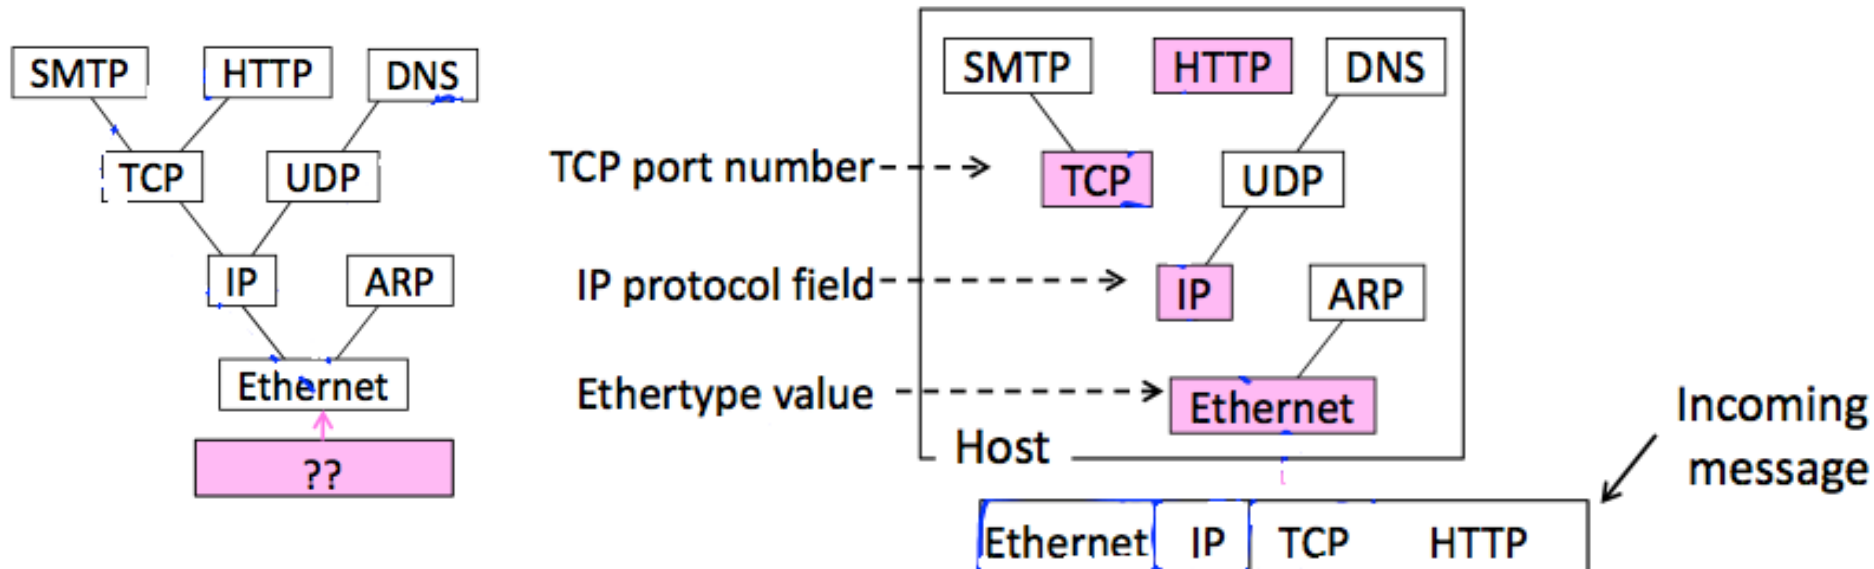 SMTP HTTP DNS
TCP UDP
IP ARP
Ethernet
??
SMTP HTTP DNS
TCP port number
TCP UDP
IP protocol field
IP ARP
Ethertype value
Ethernet
Host
Incoming
message
Ethernet IP TCP HTTP